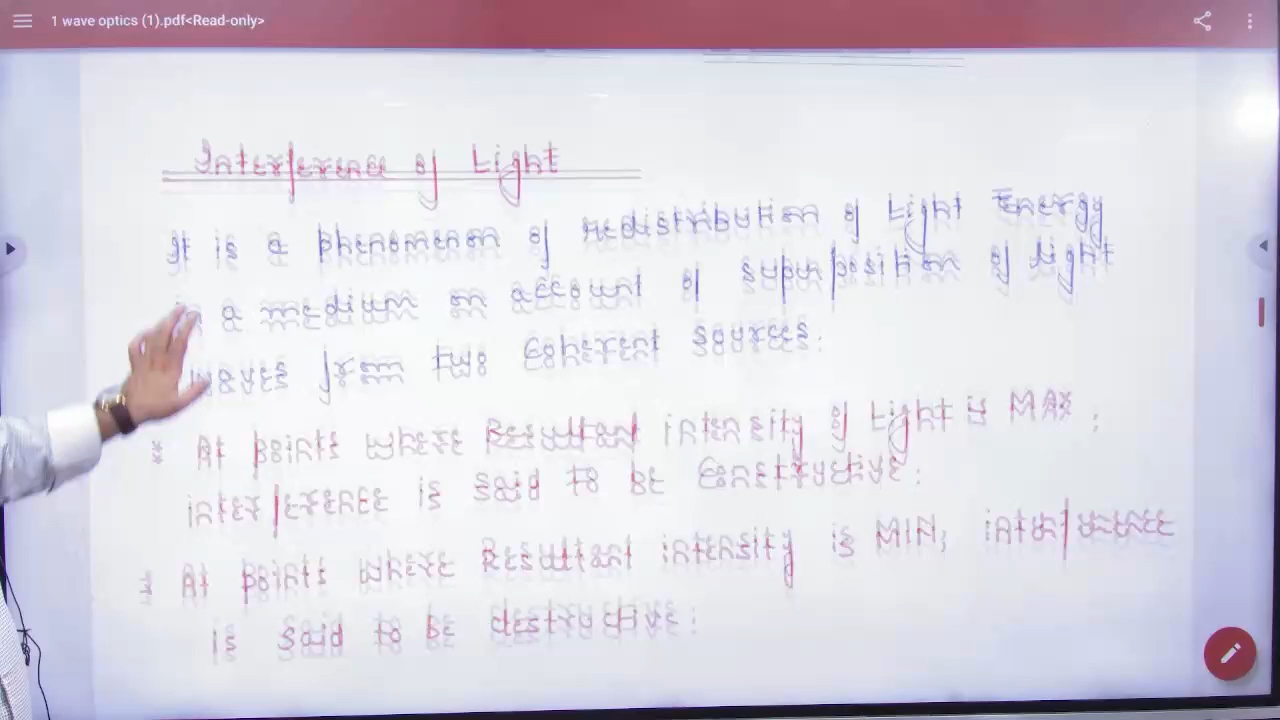 1 wave optics (1).pdf<Read-only>
Interference of Light
It is a phenomenon of redistribution of Light Energy
in a medium on account of superposition of light
waves from two coherent sources.
* At points where Resultant intensity of Light is MAX,
interference is said to be constructive.
* At points where Resultant intensity is MIN, interference
is said to be destructive.